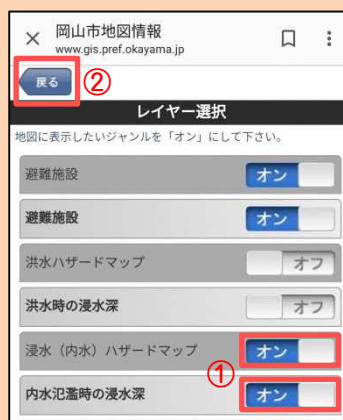 岡山市地図情報
www.gis.pref.okayama.jp
戻る ②
レイヤー選択
地図に表示したいジャンルを「オン」にして下さい。
避難施設 オン
避難施設 オン
洪水ハザードマップ オフ
洪水時の浸水深 オフ
浸水（内水）ハザードマップ オン
①
内水氾濫時の浸水深 オン